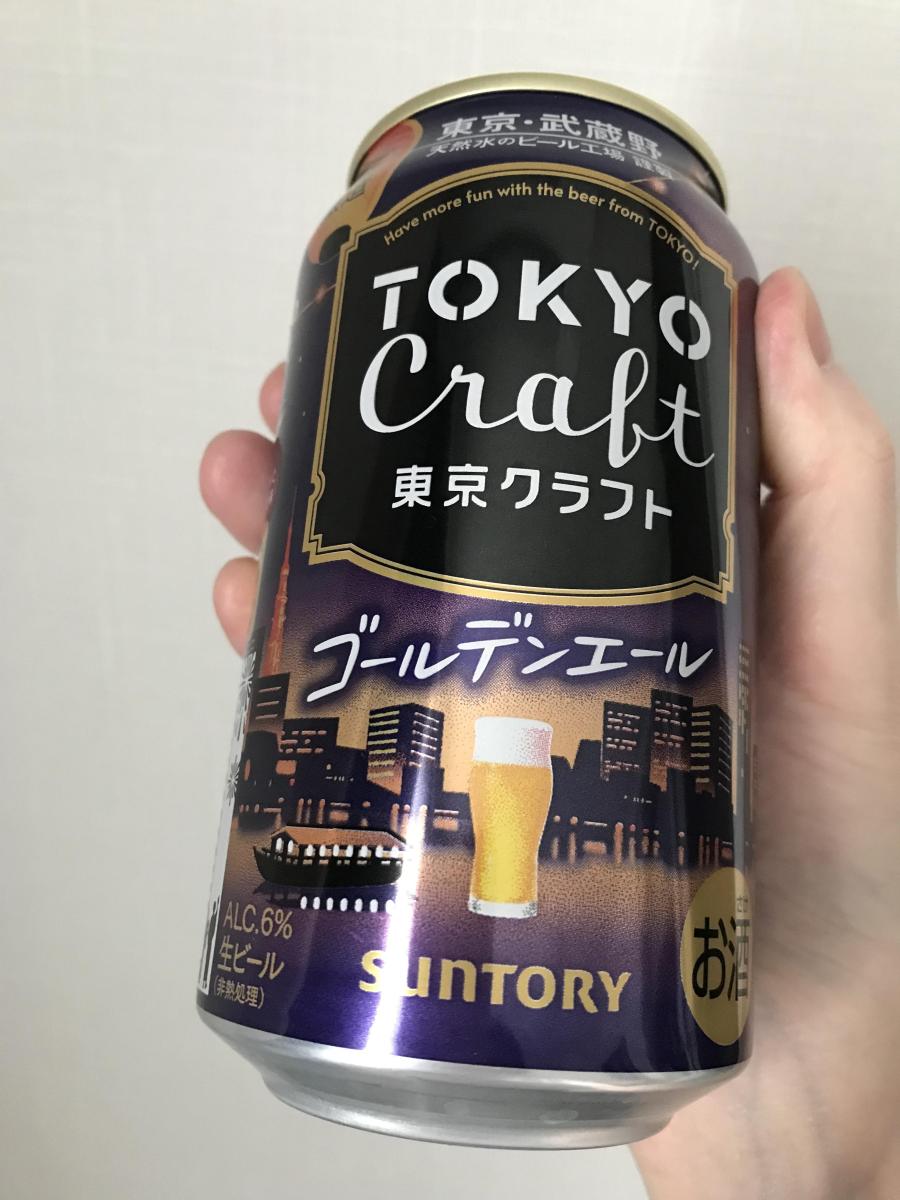 東京・武蔵野
天然水のビール工場 謹製
Have more fun with the beer from TOKYO!
TOKYO
Craft
東京クラフト
ゴールデンエール
ALC.6%
生ビール
(非熱処理)
SUNTORY
お酒